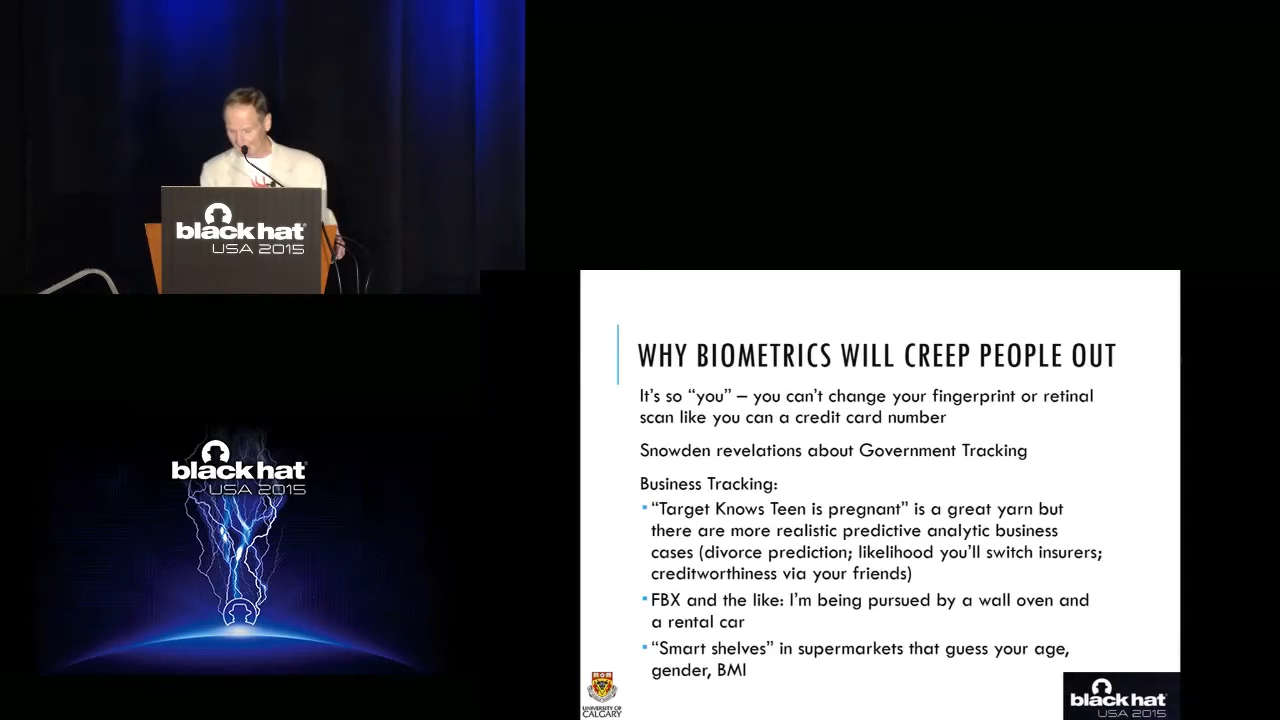 black hat
USA 2015
black hat
USA 2015
WHY BIOMETRICS WILL CREEP PEOPLE OUT
It's so “you” – you can't change your fingerprint or retinal
scan like you can a credit card number
Snowden revelations about Government Tracking
Business Tracking:
“Target Knows Teen is pregnant” is a great yarn but
there are more realistic predictive analytic business
cases (divorce prediction; likelihood you'll switch insurers;
creditworthiness via your friends)
FBX and the like: I'm being pursued by a wall oven and
a rental car
“Smart shelves” in supermarkets that guess your age,
gender, BMI
UNIVERSITY OF
CALGARY
black hat
USA 2015